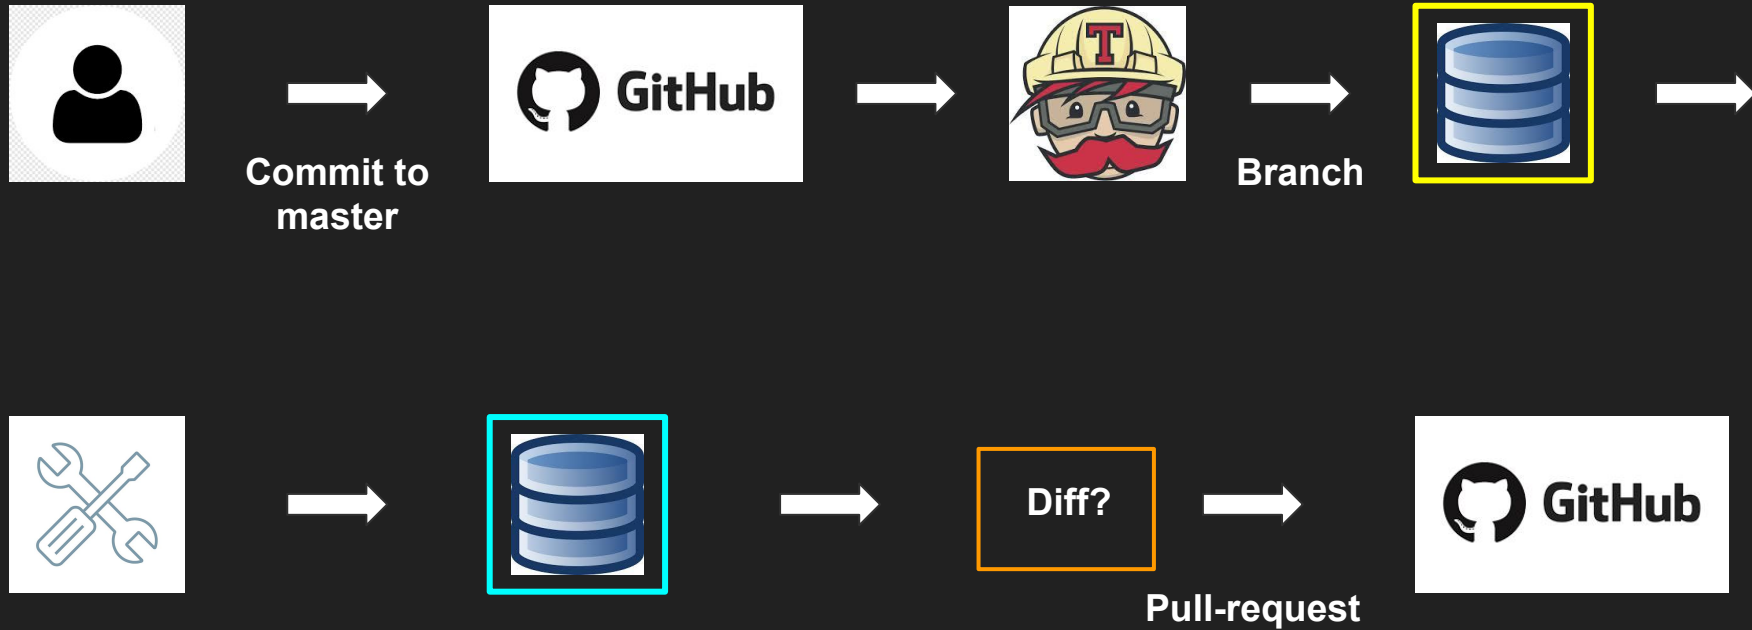 GitHub
T
Commit to
master
Branch
Diff?
GitHub
Pull-request